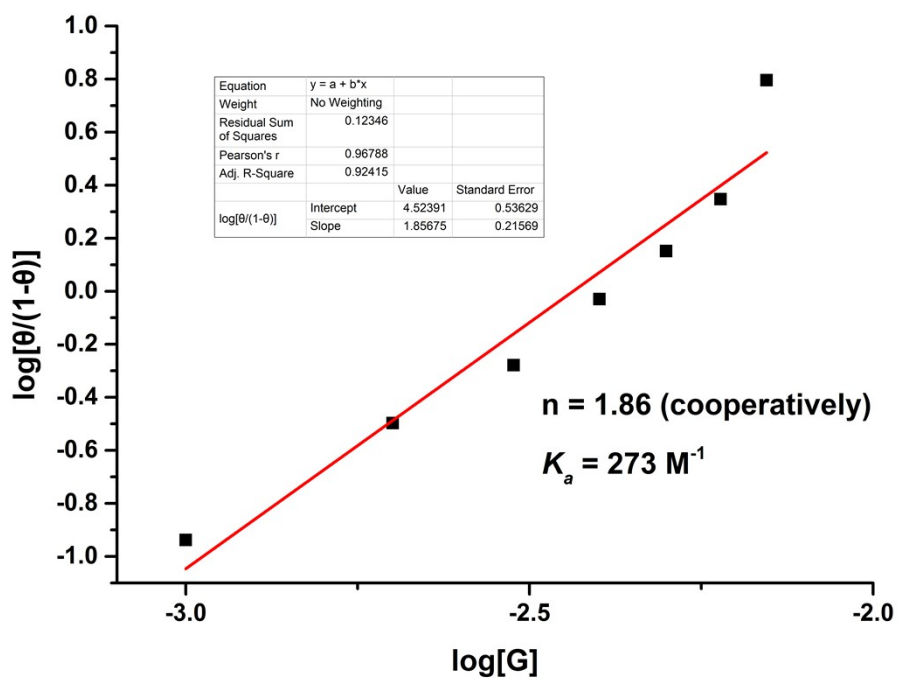 0.8
0.6
0.4
0.2
0.0
-0.2
-0.4
-0.6
-0.8
-1.0
log[θ/(1-θ)]
Equation y = a + b*x
Weight No Weighting
Residual Sum of Squares 0.12346
Pearson's r 0.96788
Adj. R-Square 0.92415
Value Standard Error
log[θ/(1-θ)] Intercept 4.52391 0.53629
Slope 1.85675 0.21569
n = 1.86 (cooperatively)
Kₐ = 273 M⁻¹
-3.0 -2.5 -2.0
log[G]